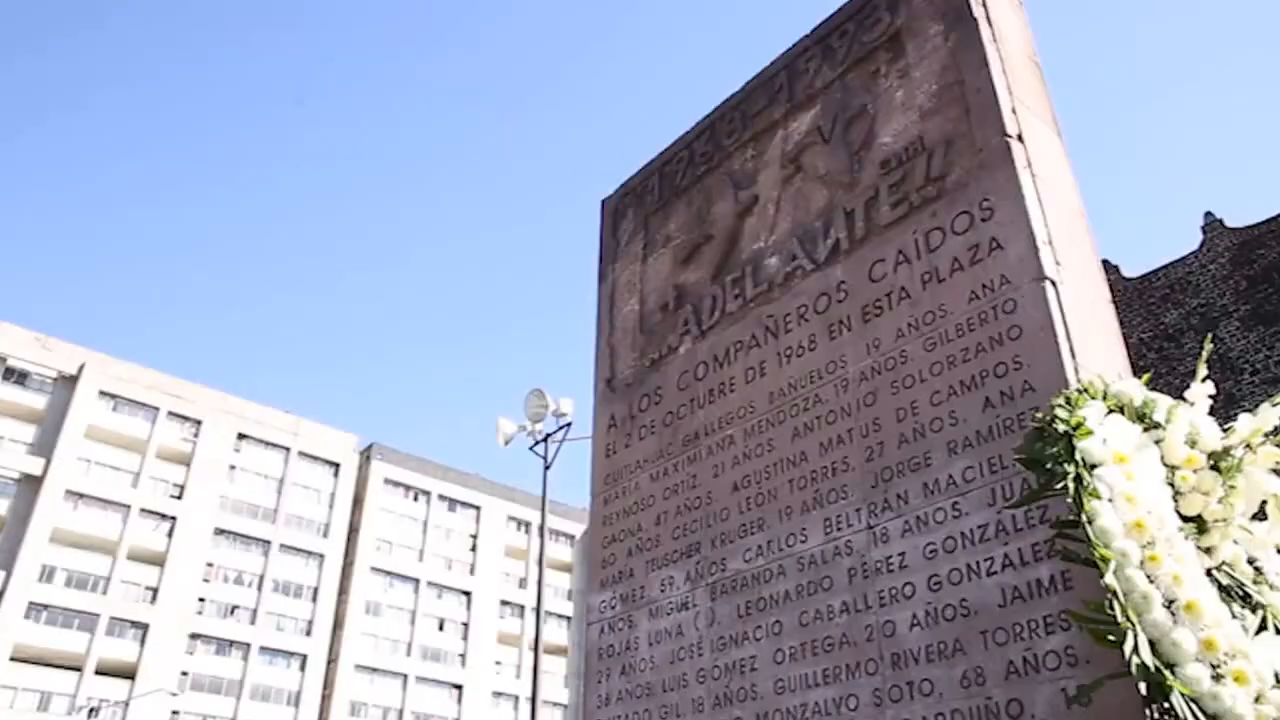 1968-1993
...ADELANTE!!
A LOS COMPAÑEROS CAÍDOS
EL 2 DE OCTUBRE DE 1968 EN ESTA PLAZA
CUITLAHUAC GALLEGOS BAÑUELOS, 19 AÑOS. ANA
MARÍA MAXIMIANA MENDOZA, 19 AÑOS. GILBERTO
REYNOSO ORTIZ, 21 AÑOS. ANTONIO SOLORZANO
GAONA, 47 AÑOS. AGUSTINA MATUS DE CAMPOS,
60 AÑOS. CECILIO LEÓN TORRES, 27 AÑOS. ANA
MARÍA TEUSCHER KRUGER, 19 AÑOS. JORGE RAMÍREZ
GÓMEZ, 59 AÑOS. CARLOS BELTRÁN MACIEL,
AÑOS. MIGUEL BARANDA SALAS, 18 AÑOS. JUAN
ROJAS LUNA ( ). LEONARDO PÉREZ GONZÁLEZ,
29 AÑOS. JOSÉ IGNACIO CABALLERO GONZÁLEZ
36 AÑOS. LUIS GÓMEZ ORTEGA, 20 AÑOS. JAIME
GIL, 18 AÑOS. GUILLERMO RIVERA TORRES
MONZALVO SOTO, 68 AÑOS.